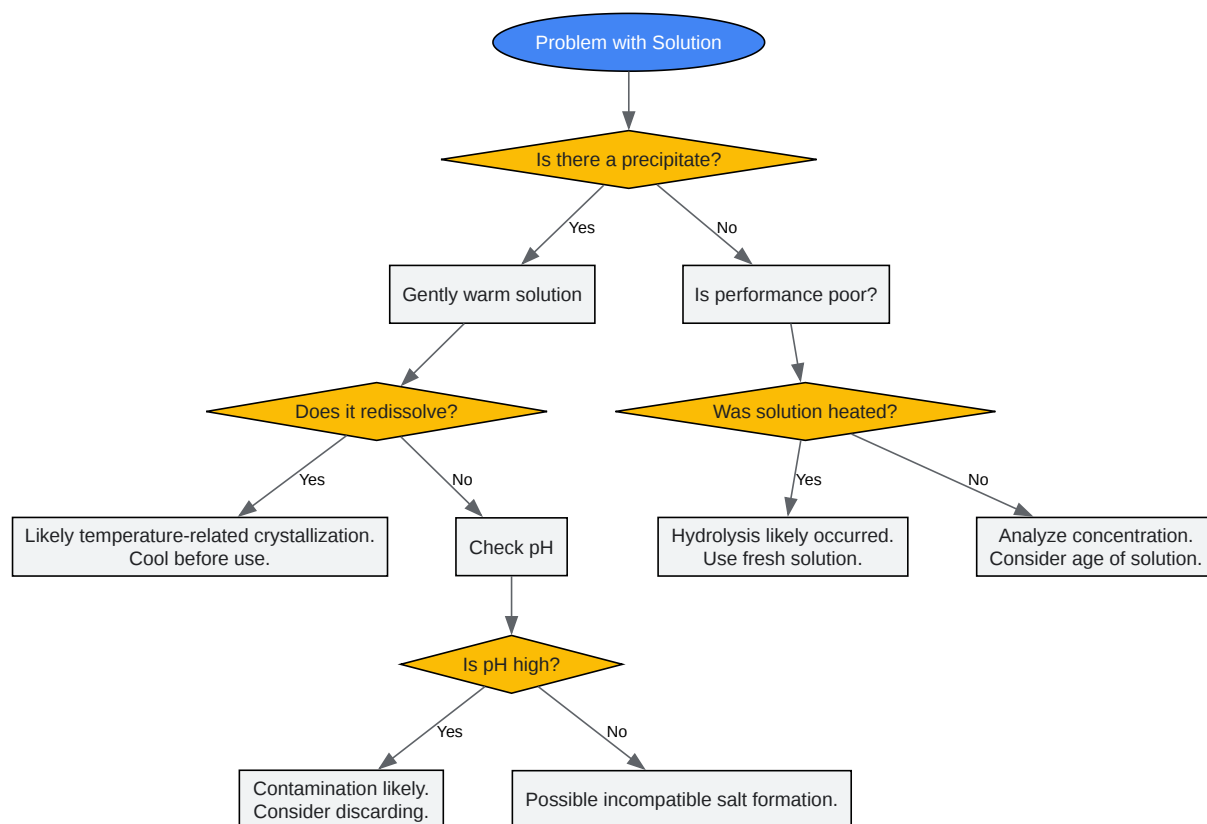 Problem with Solution
Is there a precipitate?
Yes
No
Gently warm solution
Is performance poor?
Does it redissolve?
Was solution heated?
Yes
No
Yes
No
Likely temperature-related crystallization.
Cool before use.
Check pH
Hydrolysis likely occurred.
Use fresh solution.
Analyze concentration.
Consider age of solution.
Is pH high?
Yes
No
Contamination likely.
Consider discarding.
Possible incompatible salt formation.